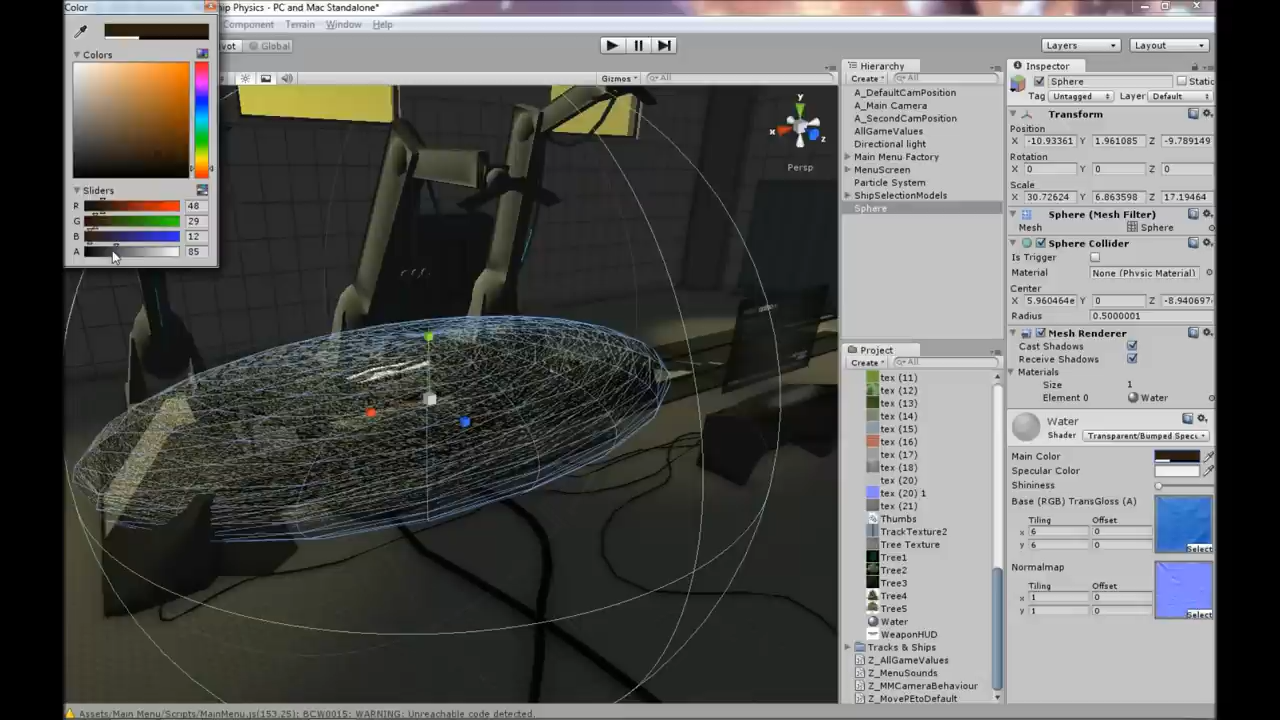 Color
hip Physics - PC and Mac Standalone*
Component Terrain Window Help
vot Global
Layers Layout
Gizmos All
Colors
Sliders
R 48
G 29
B 12
A 85
y
x
z
Persp
Hierarchy
Create All
A_DefaultCamPosition
A_Main Camera
A_SecondCamPosition
AllGameValues
Directional light
Main Menu Factory
MenuScreen
Particle System
ShipSelectionModels
Sphere
Project
Create All
tex (11)
tex (12)
tex (13)
tex (14)
tex (15)
tex (16)
tex (17)
tex (18)
tex (20)
tex (20) 1
tex (21)
Thumbs
TrackTexture2
Tree Texture
Tree1
Tree2
Tree3
Tree4
Tree5
Water
WeaponHUD
Tracks & Ships
Z_AllGameValues
Z_MenuSounds
Z_MMCameraBehaviour
Z_MovePEtoDefault
Inspector
Sphere Static
Tag Untagged Layer Default
Transform
Position
X -10.93361 Y 1.961085 Z -9.789149
Rotation
X 0 Y 0 Z 0
Scale
X 30.72624 Y 6.863598 Z 17.19464
Sphere (Mesh Filter)
Mesh Sphere
Sphere Collider
Is Trigger
Material None (Physic Material)
Center
X 5.960464e Y 0 Z -8.940697
Radius 0.5000001
Mesh Renderer
Cast Shadows
Receive Shadows
Materials
Size 1
Element 0 Water
Water
Shader Transparent/Bumped Specu
Main Color
Specular Color
Shininess
Base (RGB) TransGloss (A)
Tiling Offset
x 6 0
y 6 0
Select
Normalmap
Tiling Offset
x 1 0
y 1 0
Select
Assets/Main Menu/Scripts/MainMenu.js(153,25): BCW0015: WARNING: Unreachable code detected.